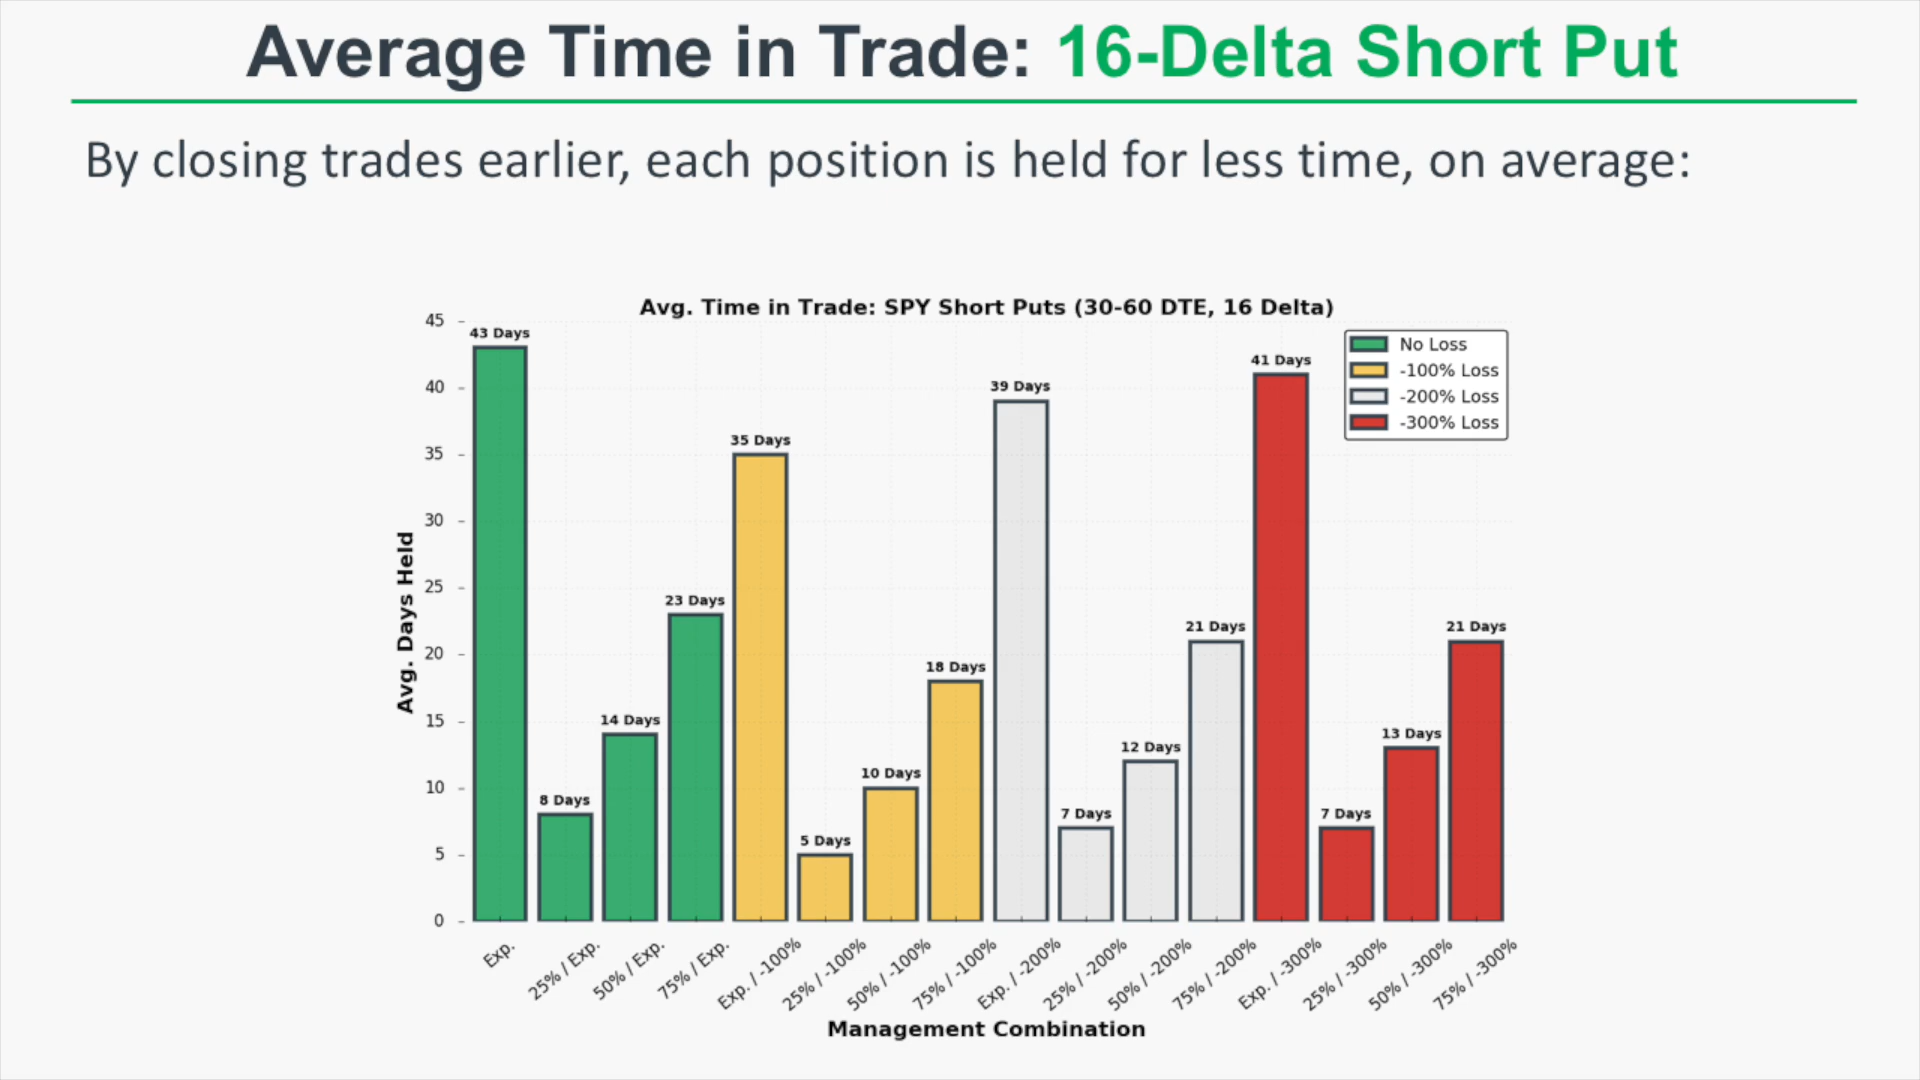 Average Time in Trade: 16-Delta Short Put
By closing trades earlier, each position is held for less time, on average:
Avg. Time in Trade: SPY Short Puts (30-60 DTE, 16 Delta)
No Loss
-100% Loss
-200% Loss
-300% Loss
Avg. Days Held
45
40
35
30
25
20
15
10
5
0
43 Days
8 Days
14 Days
23 Days
35 Days
5 Days
10 Days
18 Days
39 Days
7 Days
12 Days
21 Days
41 Days
7 Days
13 Days
21 Days
Exp.
25% / Exp.
50% / Exp.
75% / Exp.
Exp. / -100%
25% / -100%
50% / -100%
75% / -100%
Exp. / -200%
25% / -200%
50% / -200%
75% / -200%
Exp. / -300%
25% / -300%
50% / -300%
75% / -300%
Management Combination